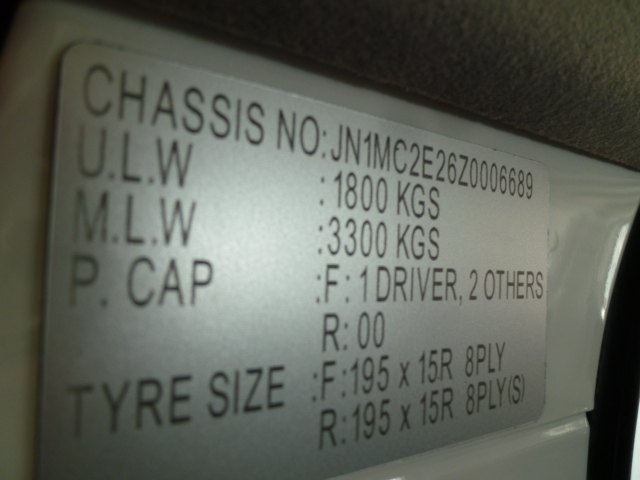 CHASSIS NO: JN1MC2E26Z0006689
U.L.W : 1800 KGS
M.L.W : 3300 KGS
P. CAP : F: 1 DRIVER, 2 OTHERS
R: 00
TYRE SIZE : F: 195 x 15R 8PLY
R: 195 x 15R 8PLY(S)